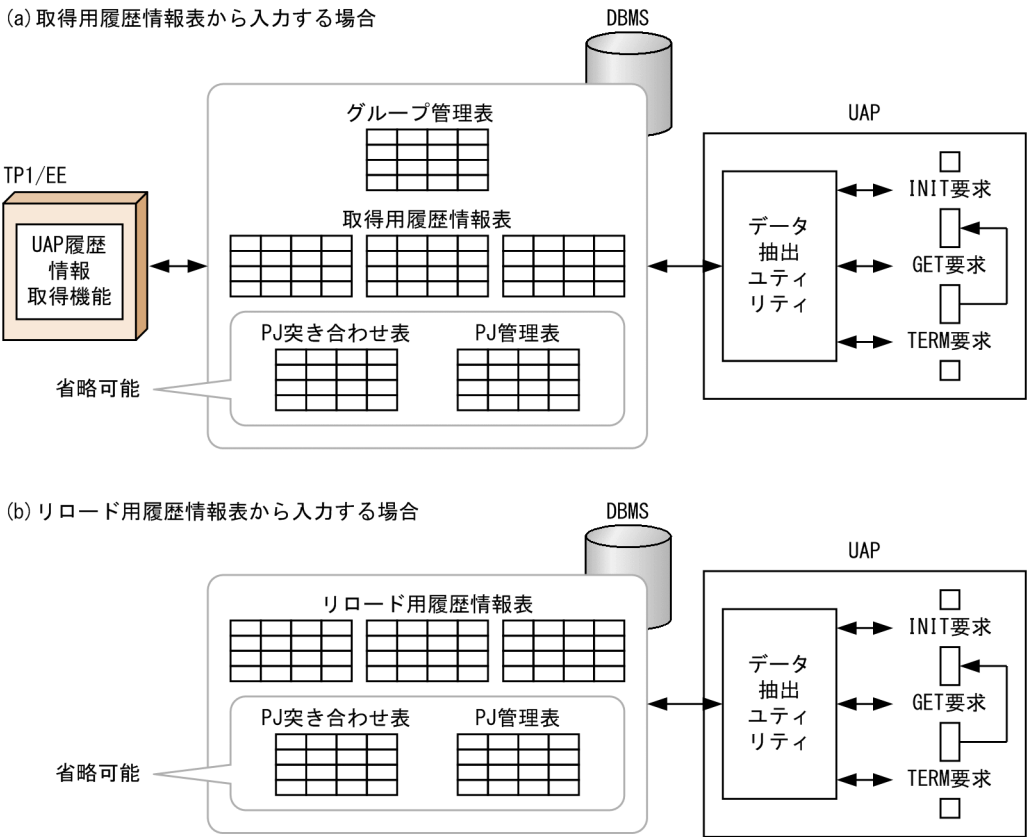 (a)取得用履歴情報表から入力する場合
DBMS
グループ管理表
UAP
TP1/EE
UAP履歴
情報
取得機能
取得用履歴情報表
データ
抽出
ユティ
リティ
INIT要求
GET要求
TERM要求
PJ突き合わせ表
PJ管理表
省略可能
(b)リロード用履歴情報表から入力する場合
DBMS
UAP
リロード用履歴情報表
データ
抽出
ユティ
リティ
INIT要求
GET要求
TERM要求
PJ突き合わせ表
PJ管理表
省略可能